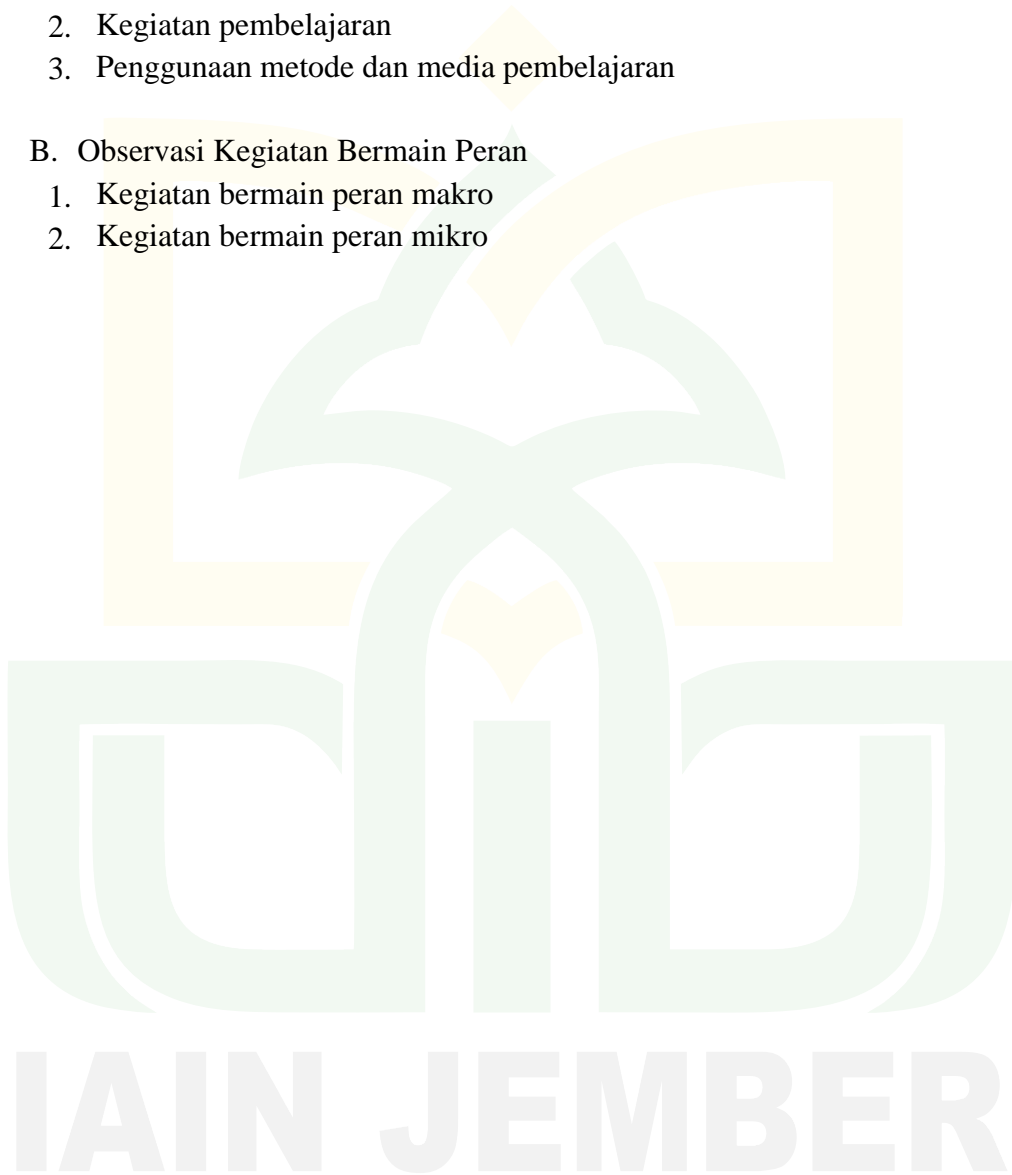 2. Kegiatan pembelajaran
3. Penggunaan metode dan media pembelajaran
B. Observasi Kegiatan Bermain Peran
1. Kegiatan bermain peran makro
2. Kegiatan bermain peran mikro
IAIN JEMBER